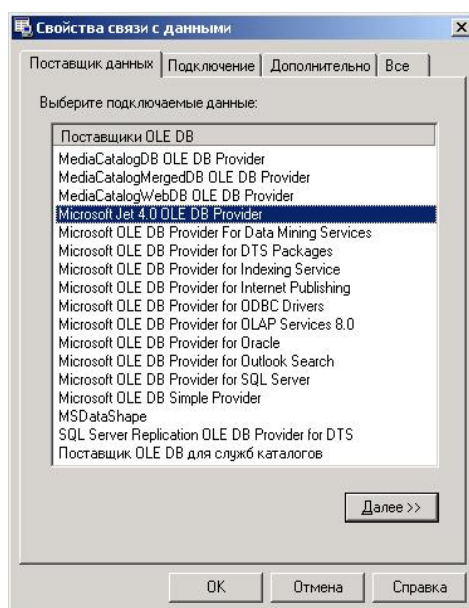 Свойства связи с данными
Поставщик данных Подключение Дополнительно Все
Выберите подключаемые данные:
Поставщики OLE DB
MediaCatalogDB OLE DB Provider
MediaCatalogMergedDB OLE DB Provider
MediaCatalogWebDB OLE DB Provider
Microsoft Jet 4.0 OLE DB Provider
Microsoft OLE DB Provider For Data Mining Services
Microsoft OLE DB Provider for DTS Packages
Microsoft OLE DB Provider for Indexing Service
Microsoft OLE DB Provider for Internet Publishing
Microsoft OLE DB Provider for ODBC Drivers
Microsoft OLE DB Provider for OLAP Services 8.0
Microsoft OLE DB Provider for Oracle
Microsoft OLE DB Provider for Outlook Search
Microsoft OLE DB Provider for SQL Server
Microsoft OLE DB Simple Provider
MSDataShape
SQL Server Replication OLE DB Provider for DTS
Поставщик OLE DB для служб каталогов
Далее >>
OK Отмена Справка